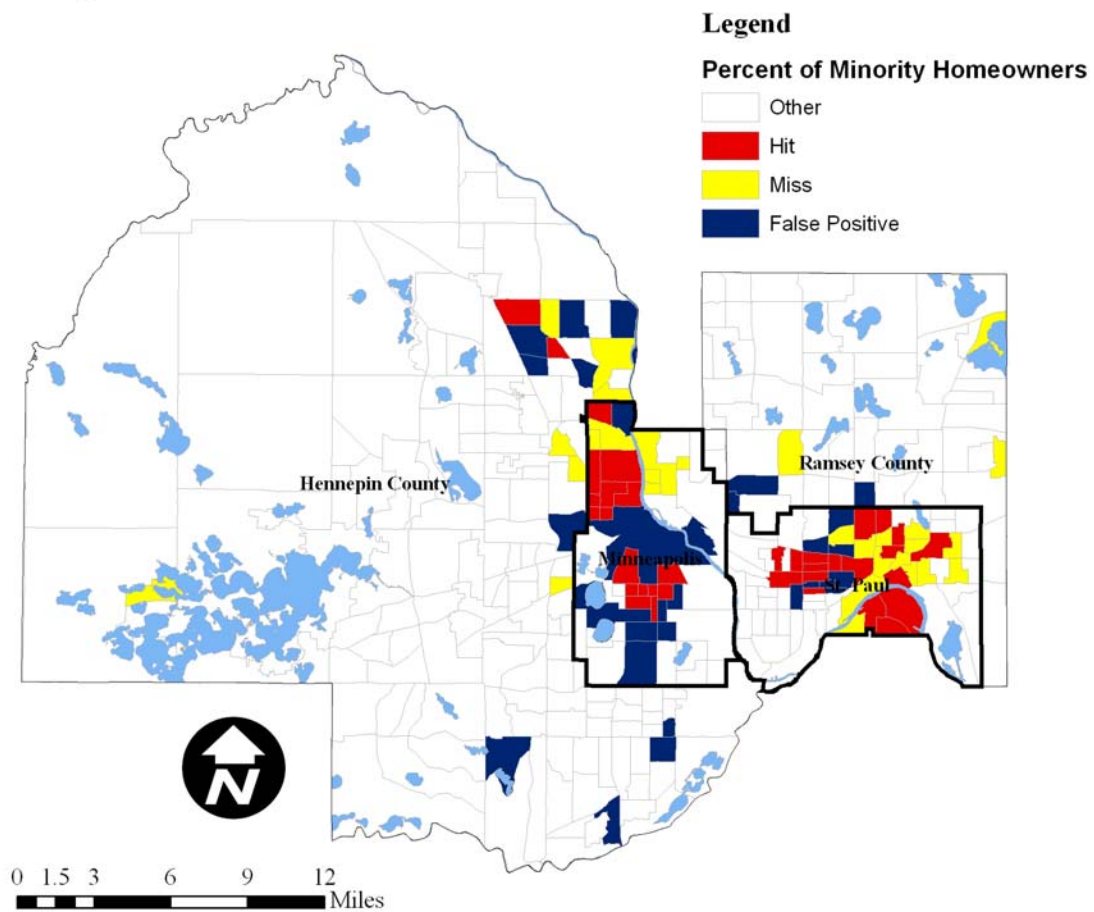 Legend
Percent of Minority Homeowners
Other
Hit
Miss
False Positive
Ramsey County
Hennepin County
Minneapolis
St. Paul
N
0 1.5 3 6 9 12
Miles